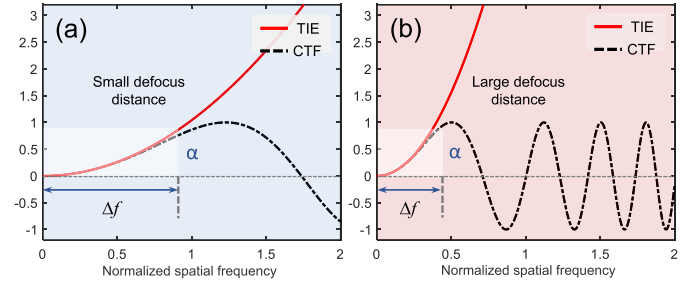 (a)
TIE
CTF
Small defocus
distance
α
Δf
3
2.5
2
1.5
1
0.5
0
-0.5
-1
0
0.5
1
1.5
2
Normalized spatial frequency
(b)
TIE
CTF
Large defocus
distance
α
Δf
3
2.5
2
1.5
1
0.5
0
-0.5
-1
0
0.5
1
1.5
2
Normalized spatial frequency